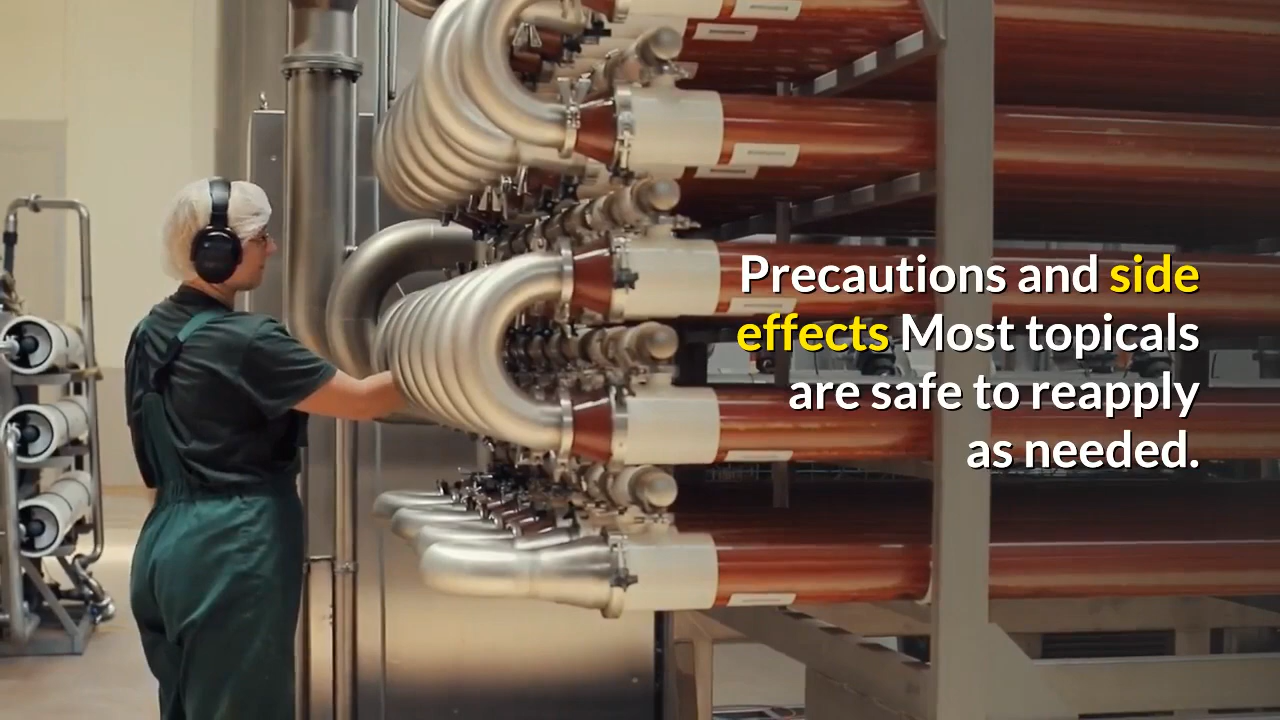 Precautions and side
effects Most topicals
are safe to reapply
as needed.